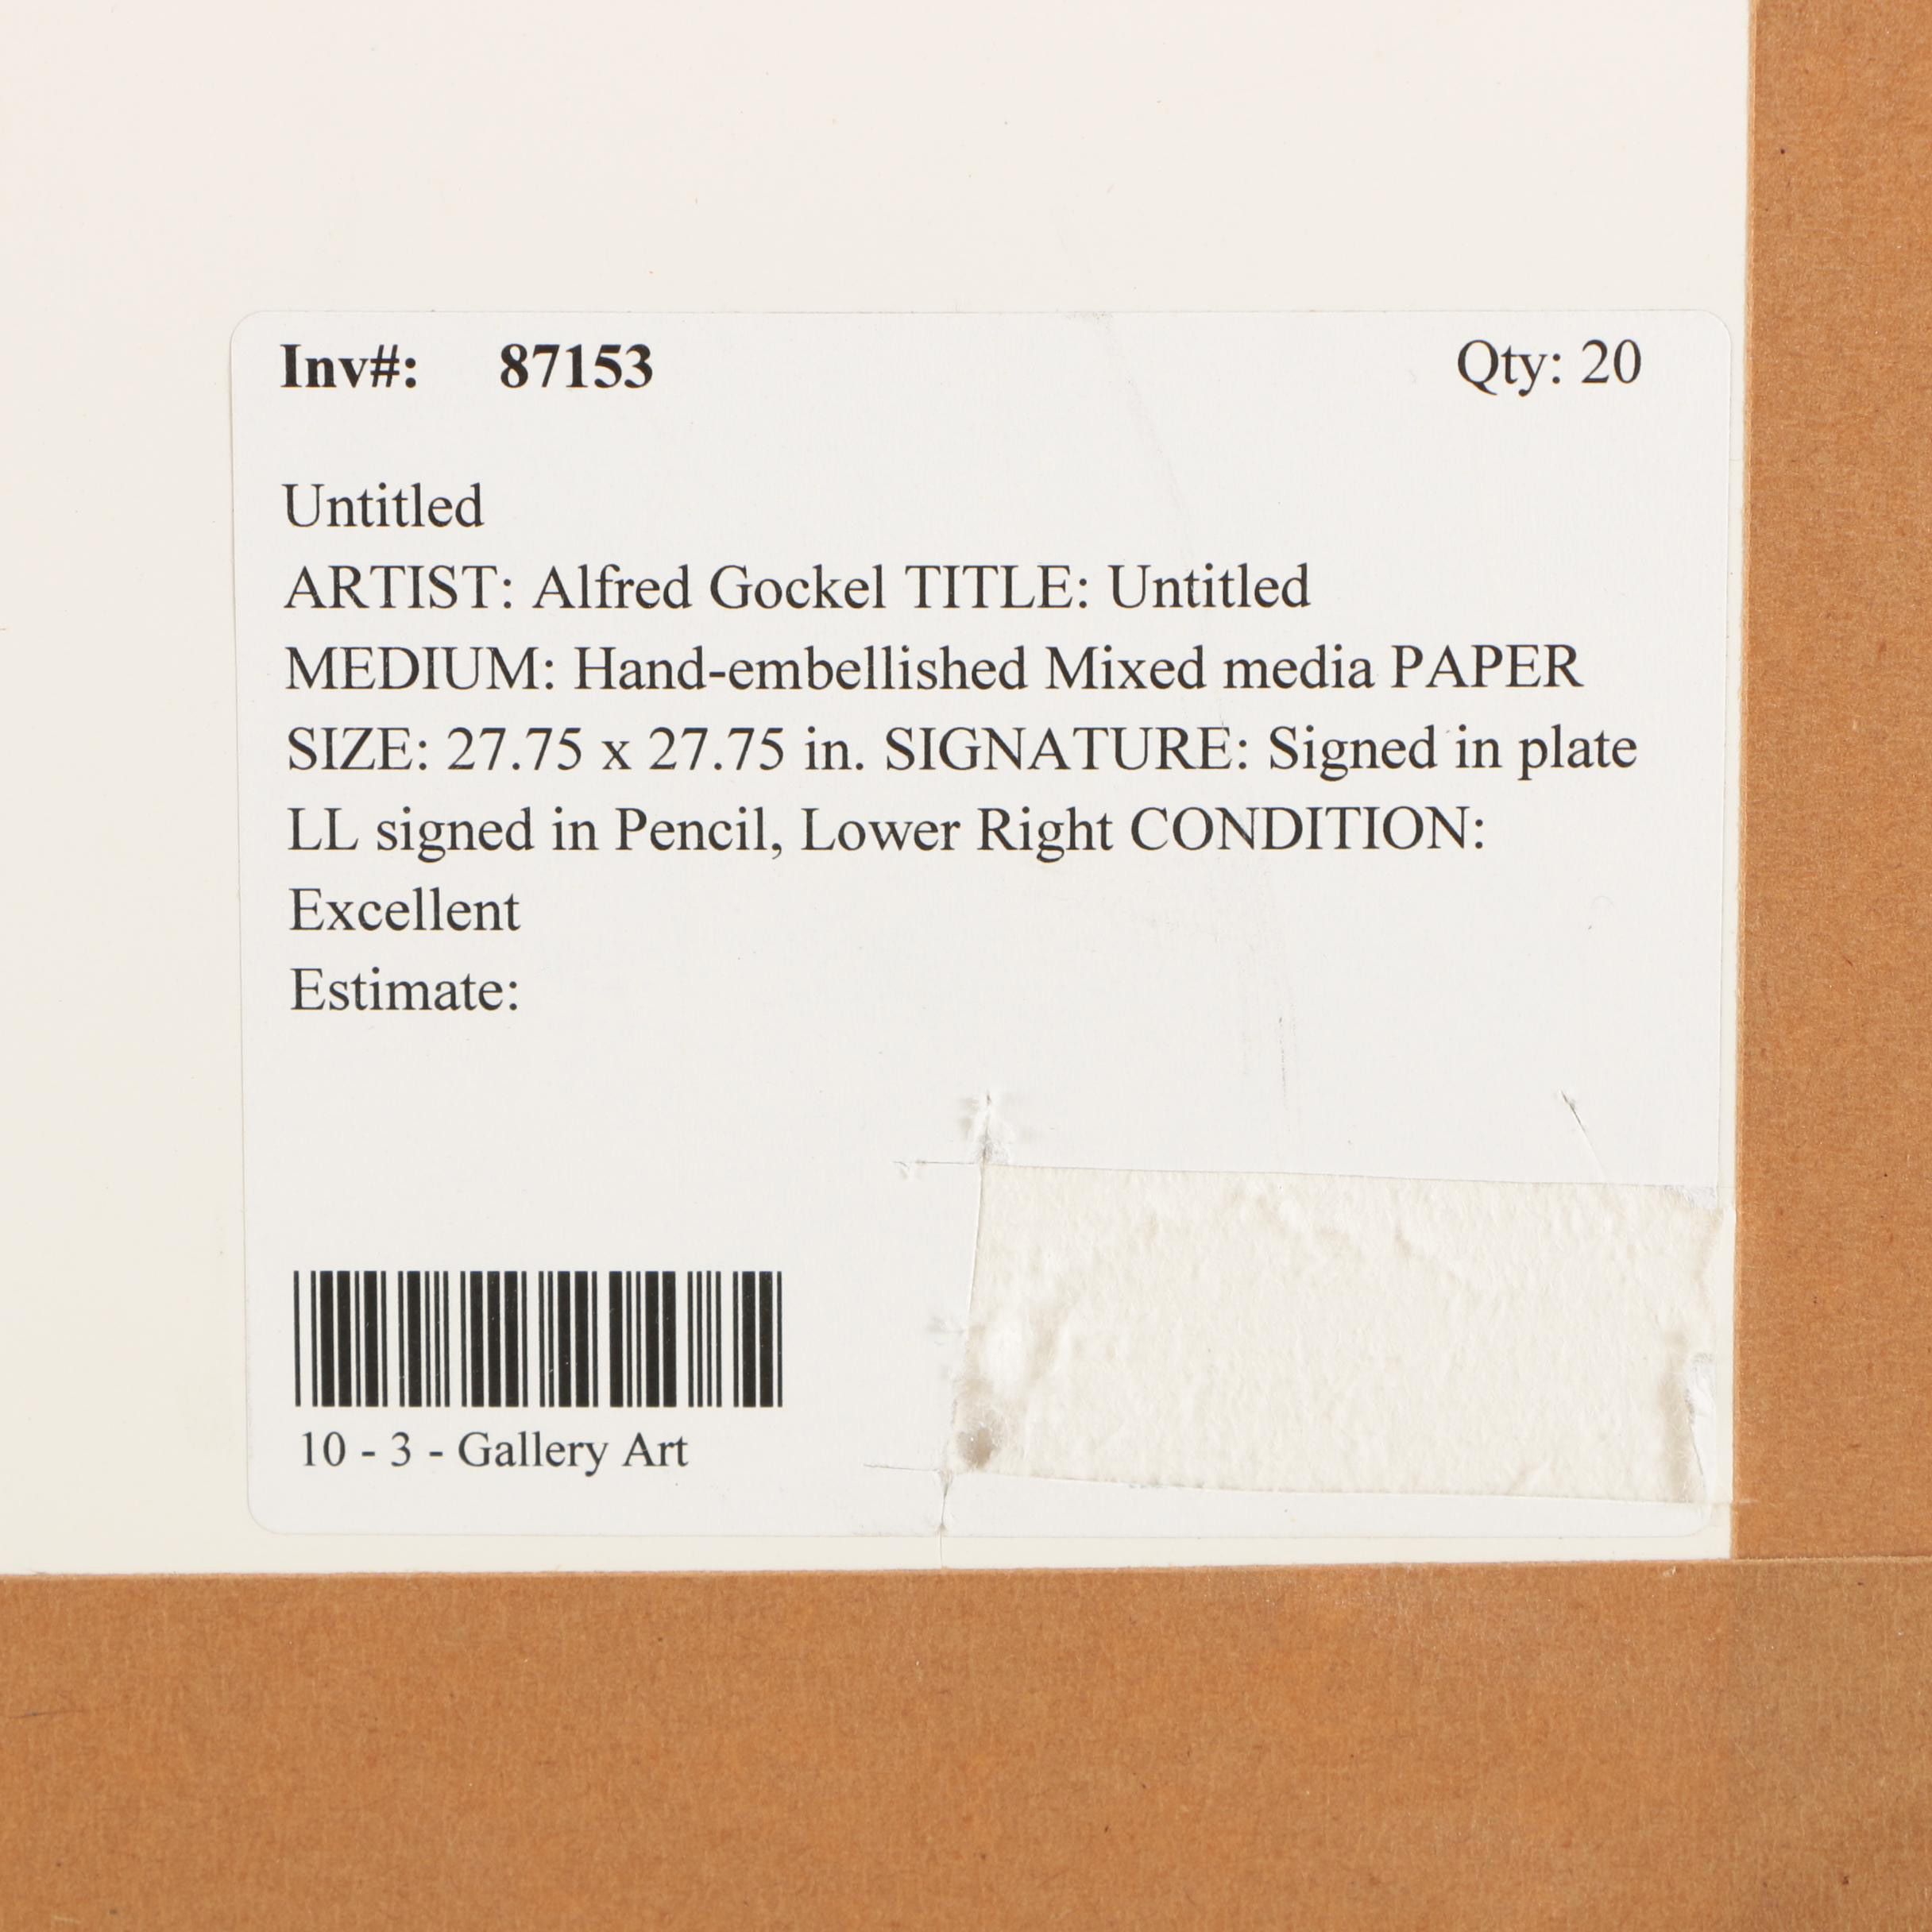 Inv#: 87153 Qty: 20
Untitled
ARTIST: Alfred Gockel TITLE: Untitled
MEDIUM: Hand-embellished Mixed media PAPER
SIZE: 27.75 x 27.75 in. SIGNATURE: Signed in plate
LL signed in Pencil, Lower Right CONDITION:
Excellent
Estimate:
10 - 3 - Gallery Art